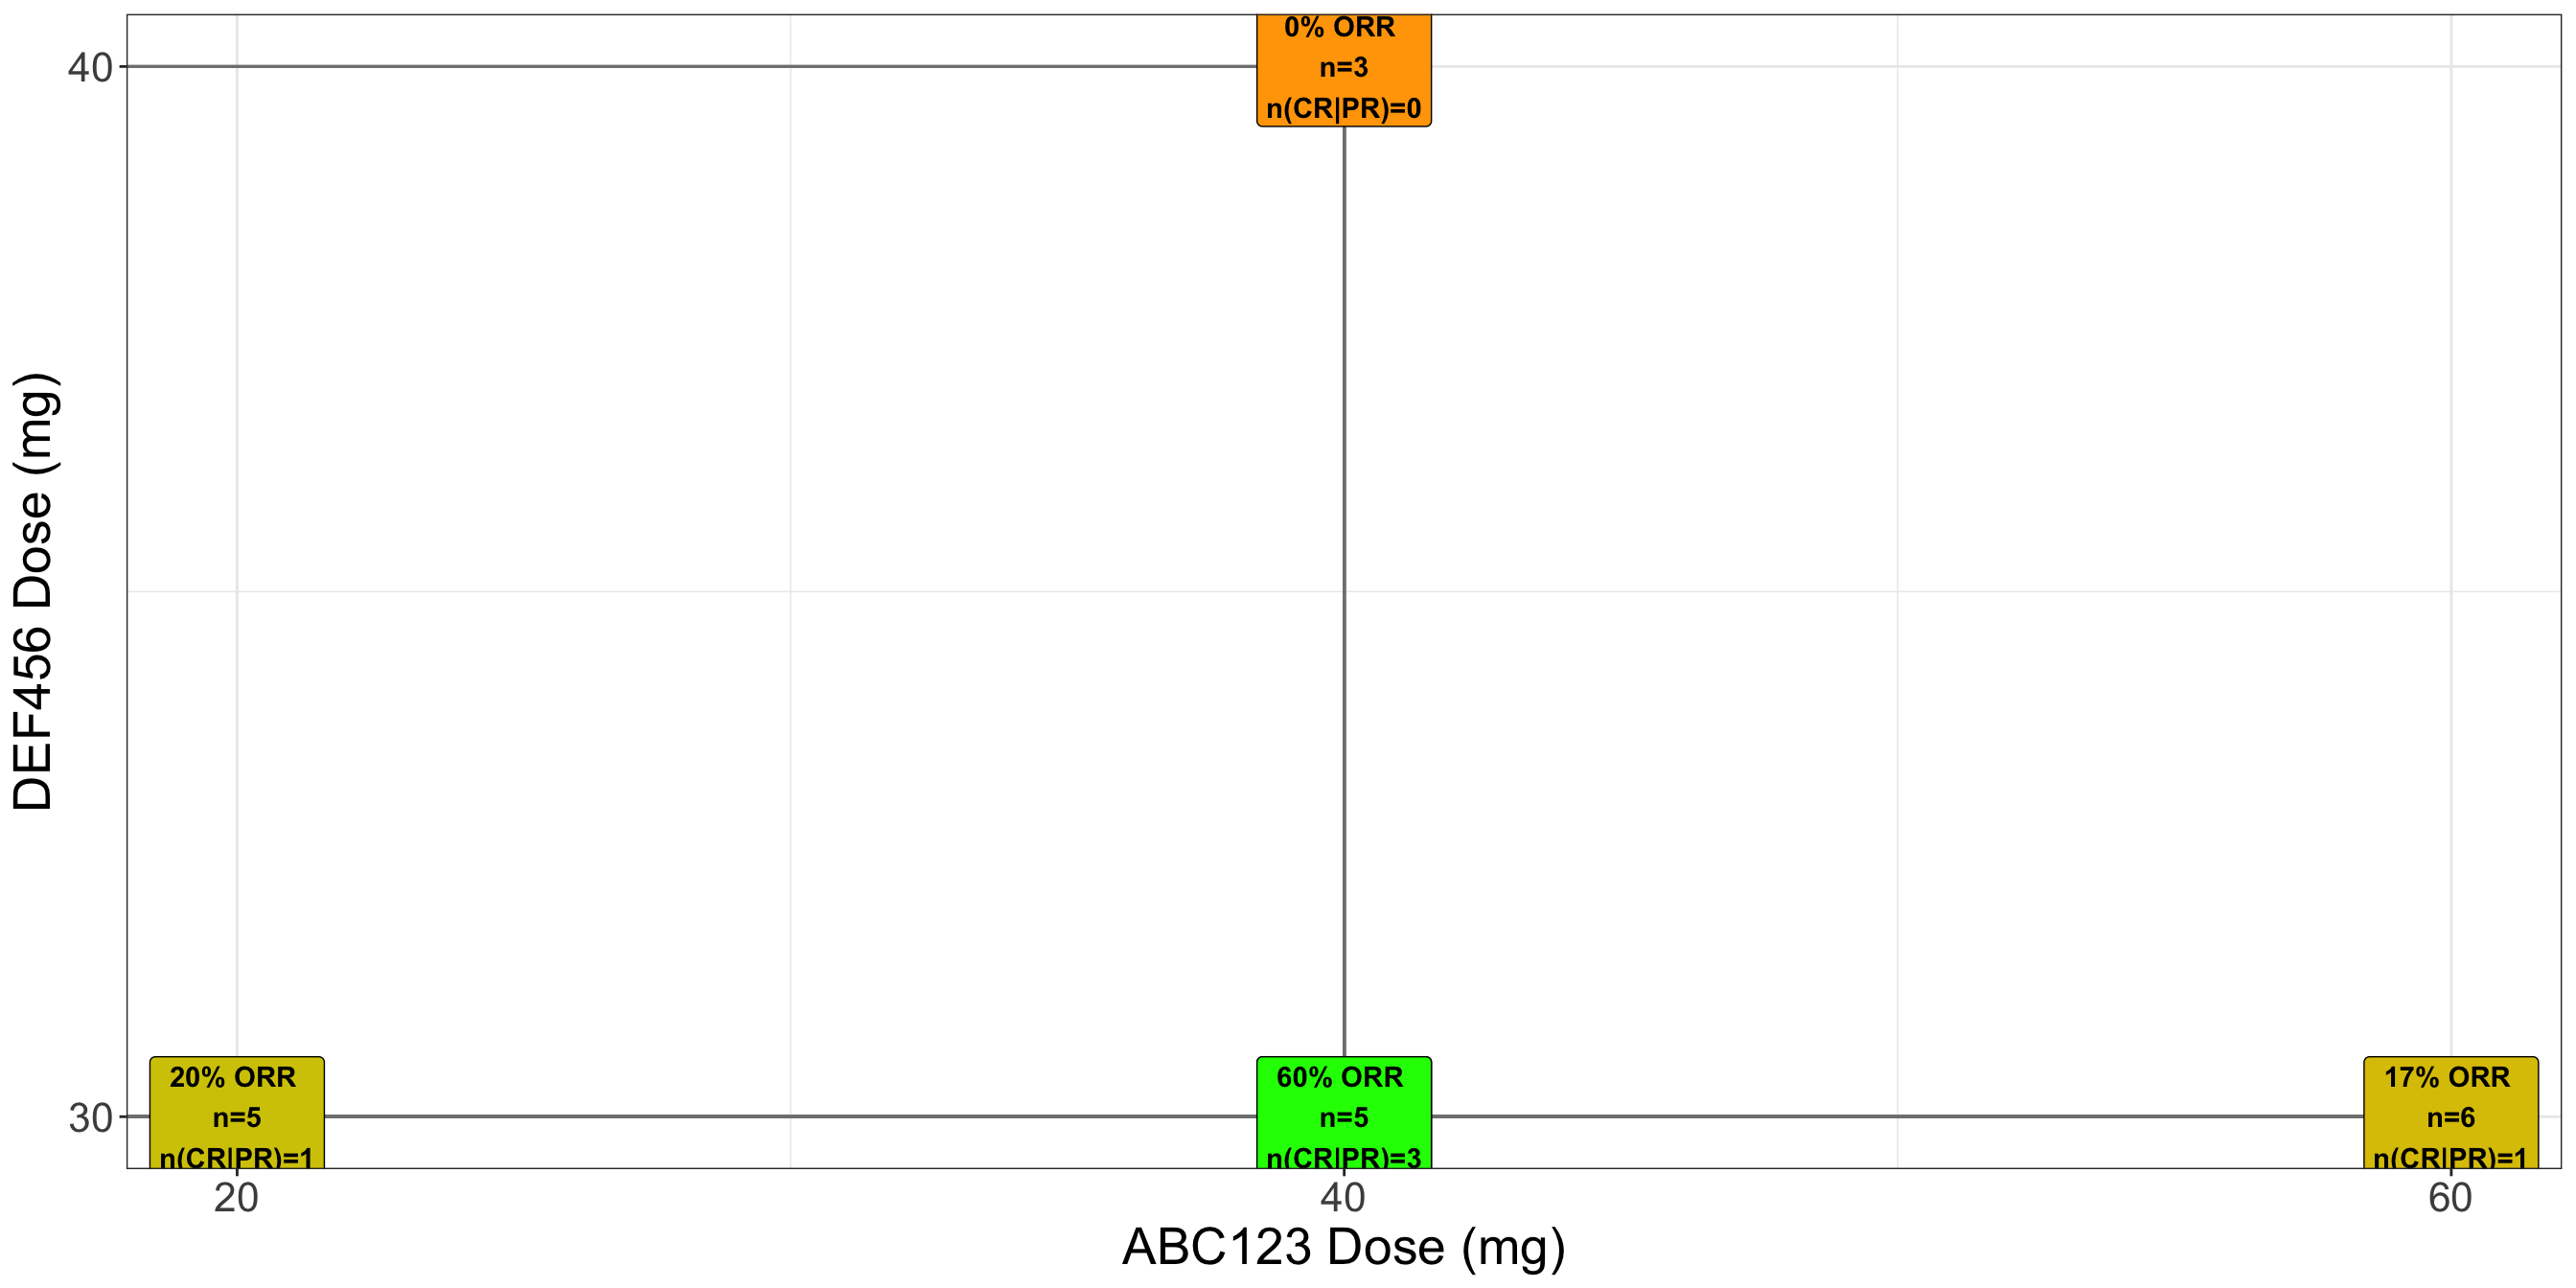 0% ORR
n=3
n(CR|PR)=0
40
DEF456 Dose (mg)
20% ORR
n=5
n(CR|PR)=1
60% ORR
n=5
n(CR|PR)=3
17% ORR
n=6
n(CR|PR)=1
30
20
40
60
ABC123 Dose (mg)